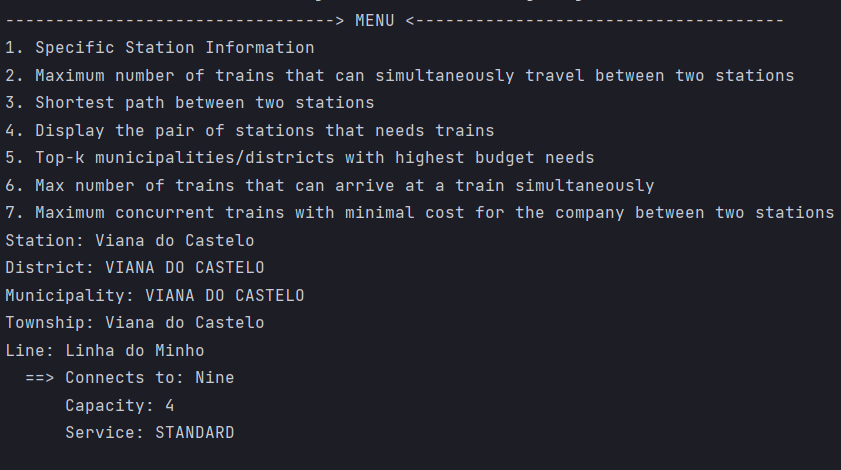 ---------------------------------> MENU <-------------------------------------
1. Specific Station Information
2. Maximum number of trains that can simultaneously travel between two stations
3. Shortest path between two stations
4. Display the pair of stations that needs trains
5. Top-k municipalities/districts with highest budget needs
6. Max number of trains that can arrive at a train simultaneously
7. Maximum concurrent trains with minimal cost for the company between two stations
Station: Viana do Castelo
District: VIANA DO CASTELO
Municipality: VIANA DO CASTELO
Township: Viana do Castelo
Line: Linha do Minho
  ==> Connects to: Nine
      Capacity: 4
      Service: STANDARD